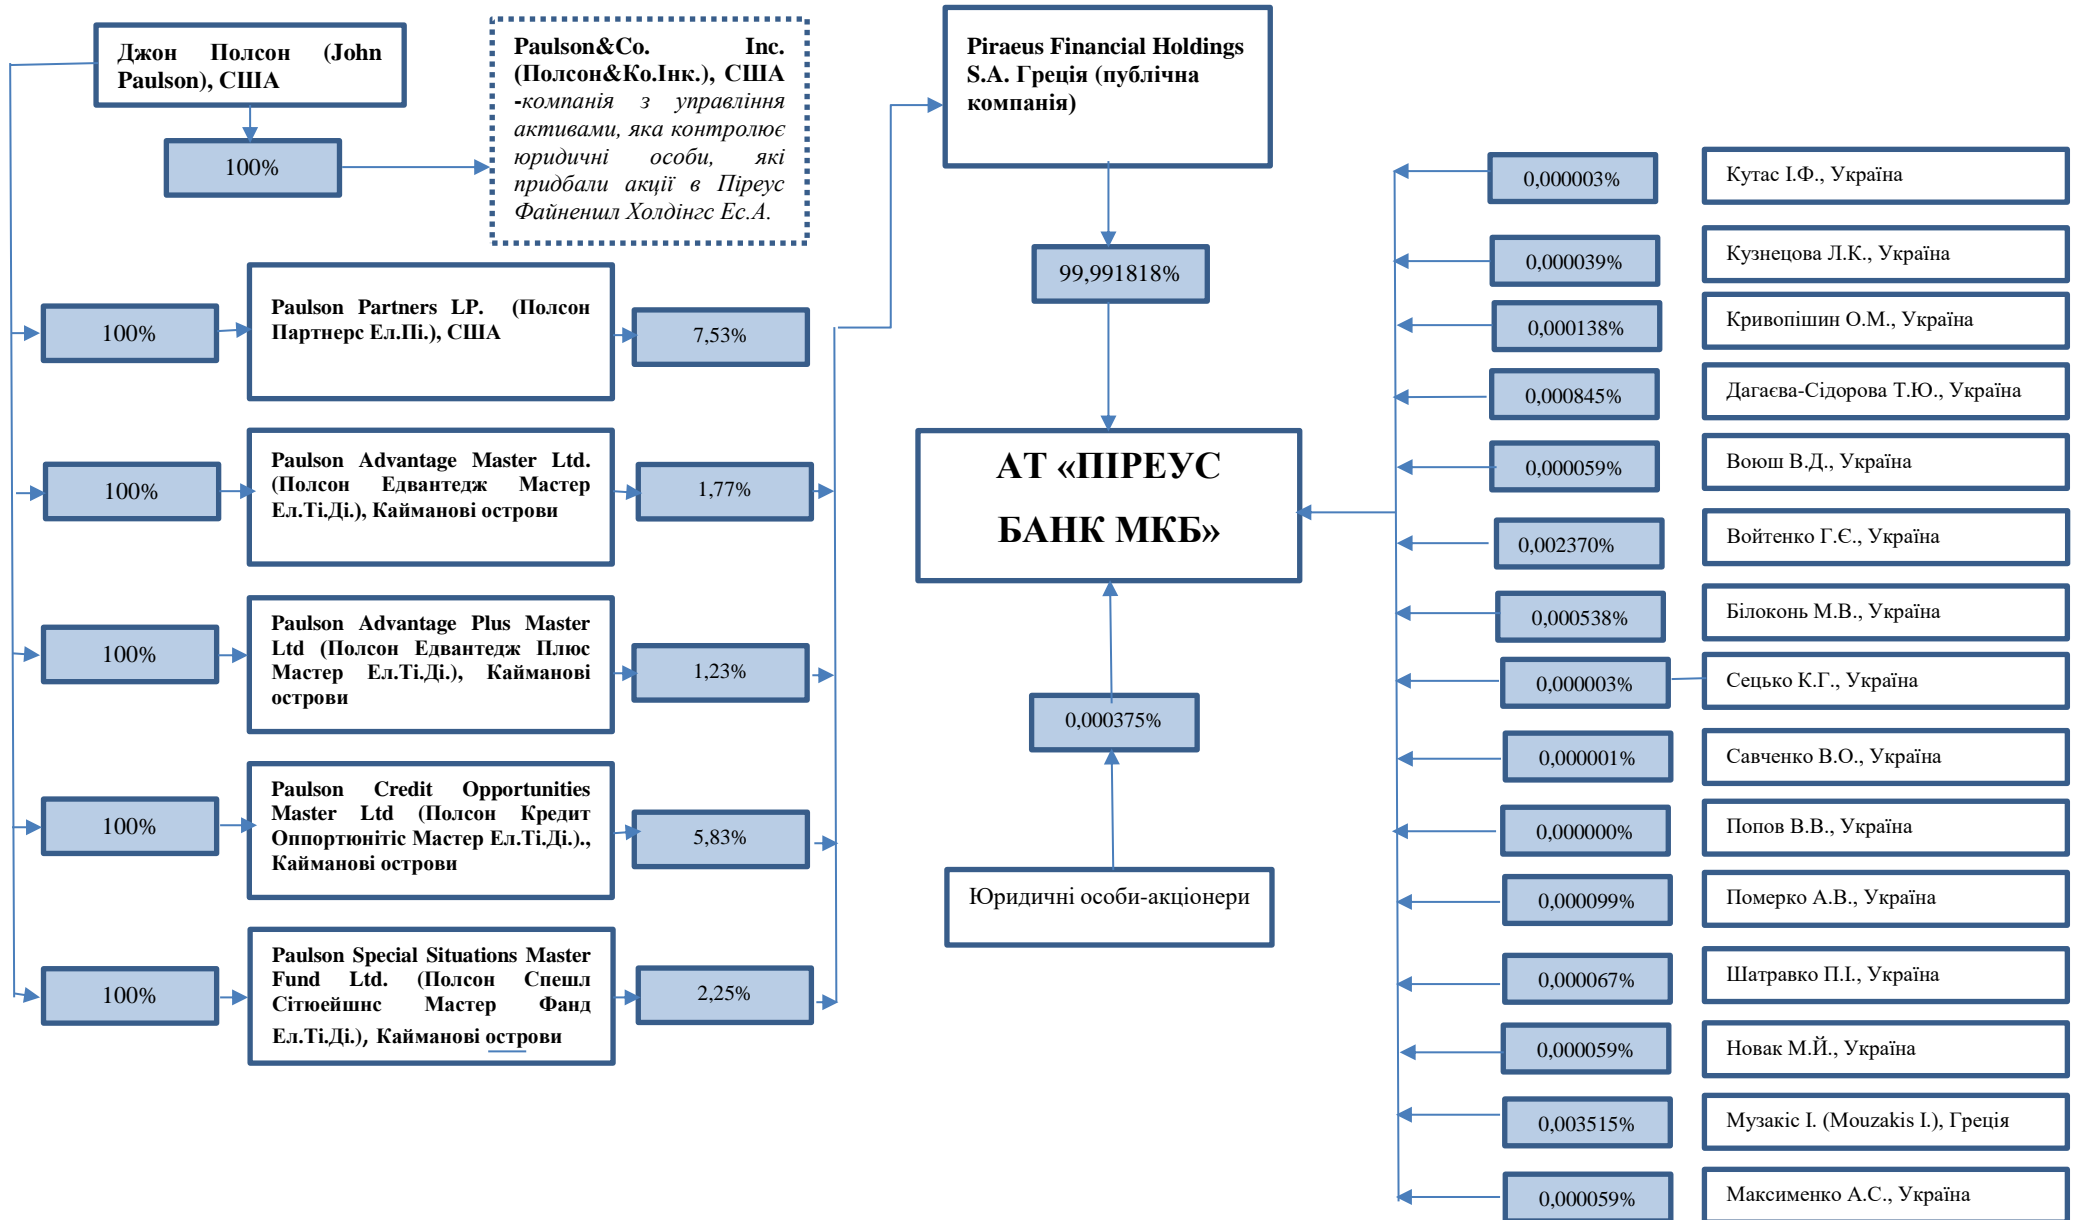 Джон Полсон (John
Paulson), США
100%
Paulson&Co. Inc.
(Полсон&Ко.Інк.), США
-компанія з управління
активами, яка контролює
юридичні особи, які
придбали акції в Піреус
Файненшл Холдінгс Ес.А.
100%
Paulson Partners LP. (Полсон
Партнерс Ел.Пі.), США
7,53%
100%
Paulson Advantage Master Ltd.
(Полсон Едвантедж Мастер
Ел.Ті.Ді.), Кайманові острови
1,77%
100%
Paulson Advantage Plus Master
Ltd (Полсон Едвантедж Плюс
Мастер Ел.Ті.Ді.), Кайманові
острови
1,23%
100%
Paulson Credit Opportunities
Master Ltd (Полсон Кредит
Оппортюнітіс Мастер Ел.Ті.Ді.).,
Кайманові острови
5,83%
100%
Paulson Special Situations Master
Fund Ltd. (Полсон Спешл
Сітюейшнс Мастер Фанд
Ел.Ті.Ді.), Кайманові острови
2,25%
Piraeus Financial Holdings
S.A. Греція (публічна
компанія)
99,991818%
АТ «ПІРЕУС
БАНК МКБ»
0,000375%
Юридичні особи-акціонери
0,000003%
Кутас І.Ф., Україна
0,000039%
Кузнецова Л.К., Україна
0,000138%
Кривопішин О.М., Україна
0,000845%
Дагаєва-Сідорова Т.Ю., Україна
0,000059%
Воюш В.Д., Україна
0,002370%
Войтенко Г.Є., Україна
0,000538%
Білоконь М.В., Україна
0,000003%
Сецько К.Г., Україна
0,000001%
Савченко В.О., Україна
0,000000%
Попов В.В., Україна
0,000099%
Померко А.В., Україна
0,000067%
Шатравко П.І., Україна
0,000059%
Новак М.Й., Україна
0,003515%
Музакіс І. (Mouzakis I.), Греція
0,000059%
Максименко А.С., Україна